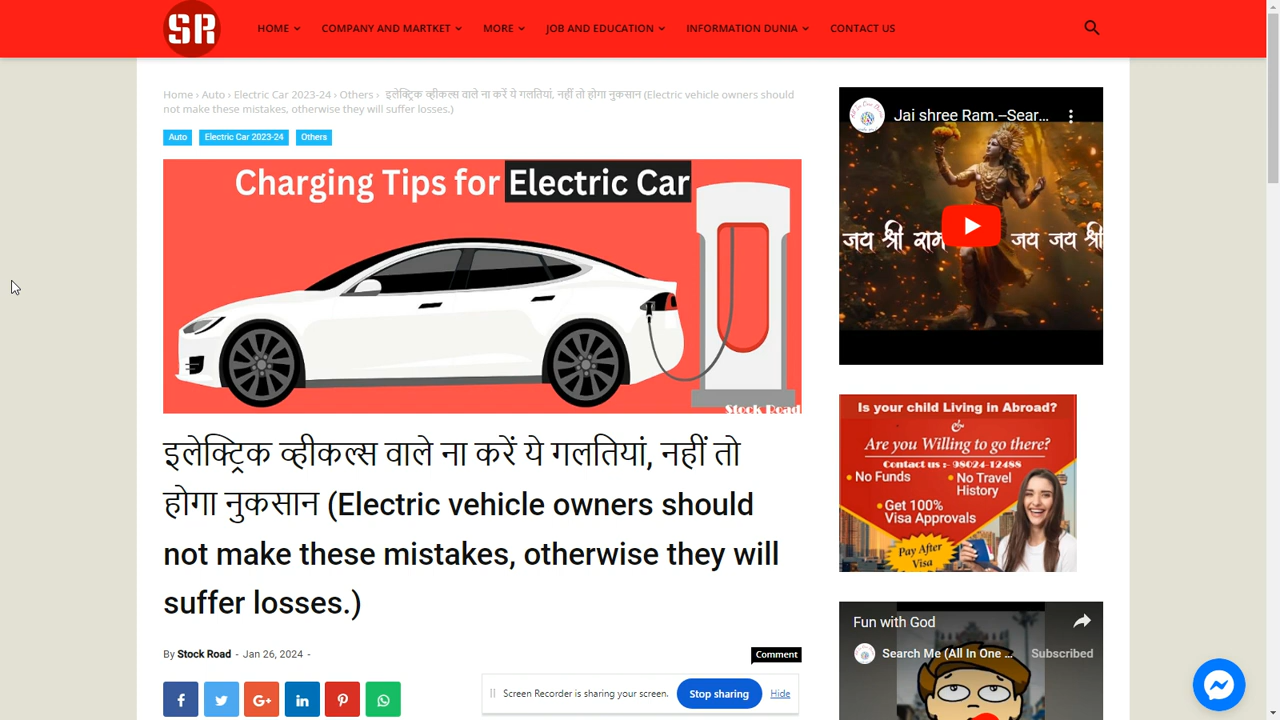 SR
HOME
COMPANY AND MARTKET
MORE
JOB AND EDUCATION
INFORMATION DUNIA
CONTACT US
Home › Auto › Electric Car 2023-24 › Others › इलेक्ट्रिक व्हीकल्स वाले ना करें ये गलतियां, नहीं तो होगा नुकसान (Electric vehicle owners should
not make these mistakes, otherwise they will suffer losses.)
Auto
Electric Car 2023-24
Others
Charging Tips for Electric Car
Stock Road
इलेक्ट्रिक व्हीकल्स वाले ना करें ये गलतियां, नहीं तो
होगा नुकसान (Electric vehicle owners should
not make these mistakes, otherwise they will
suffer losses.)
By Stock Road - Jan 26, 2024 -
Comment
Screen Recorder is sharing your screen.
Stop sharing
Hide
Jai shree Ram.–Sear...
जय श्री राम जय जय श्री
Is your child Living in Abroad?
&
Are you Willing to go there?
Contact us :- 98024-12488
No Funds
No Travel
History
Get 100%
Visa Approvals
Pay After
Visa
Fun with God
Search Me (All In One ...
Subscribed